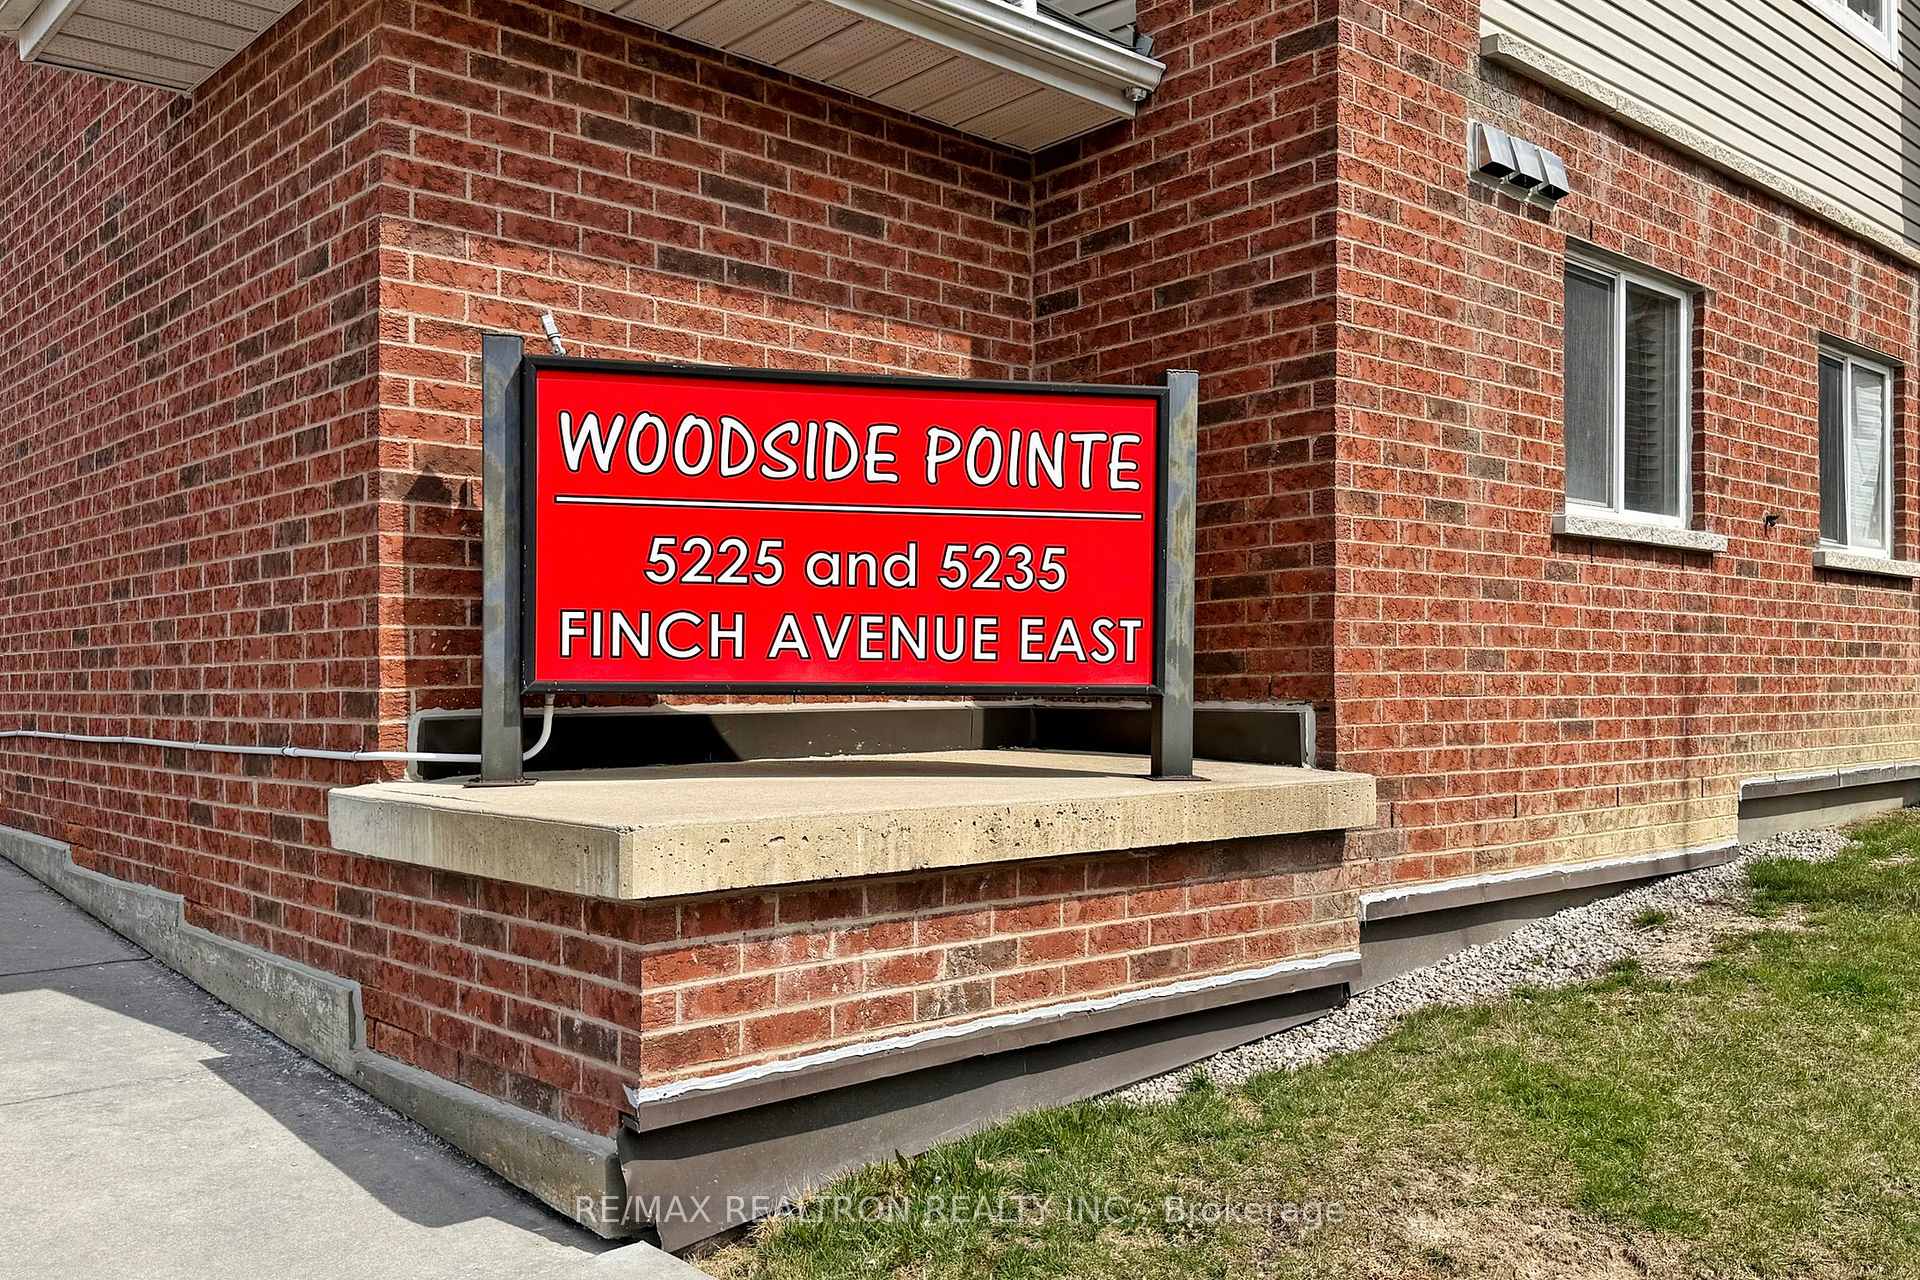 WOODSIDE POINTE
5225 and 5235
FINCH AVENUE EAST
RE/MAX REALTRON REALTY INC., Brokerage